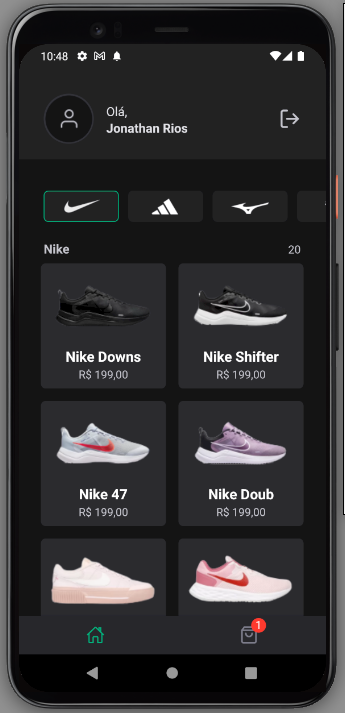 10:48
Olá,
Jonathan Rios
Nike
20
Nike Downs
Nike Shifter
R$ 199,00
R$ 199,00
Nike 47
Nike Doub
R$ 199,00
R$ 199,00
1